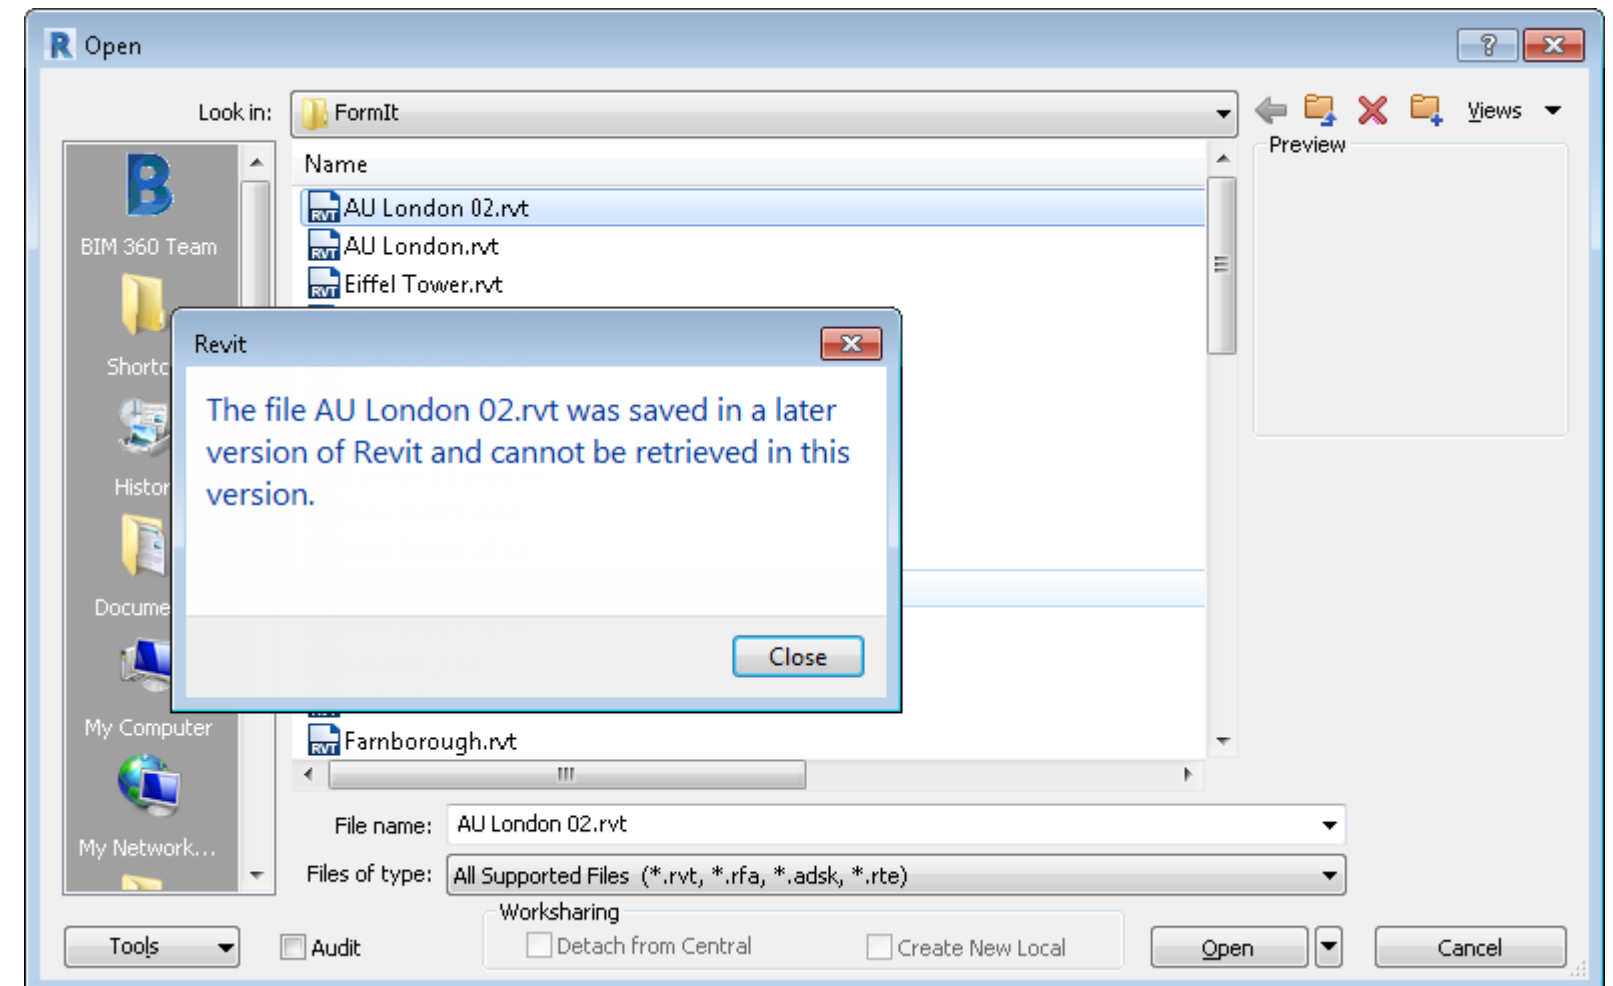 Open
Look in: FormIt
Views
Preview
BIM 360 Team
Name
AU London 02.rvt
AU London.rvt
Eiffel Tower.rvt
Revit
The file AU London 02.rvt was saved in a later
version of Revit and cannot be retrieved in this
version.
Close
My Computer
Farnborough.rvt
My Network...
File name: AU London 02.rvt
Files of type: All Supported Files (*.rvt, *.rfa, *.adsk, *.rte)
Worksharing
Tools
Audit
Detach from Central
Create New Local
Open
Cancel